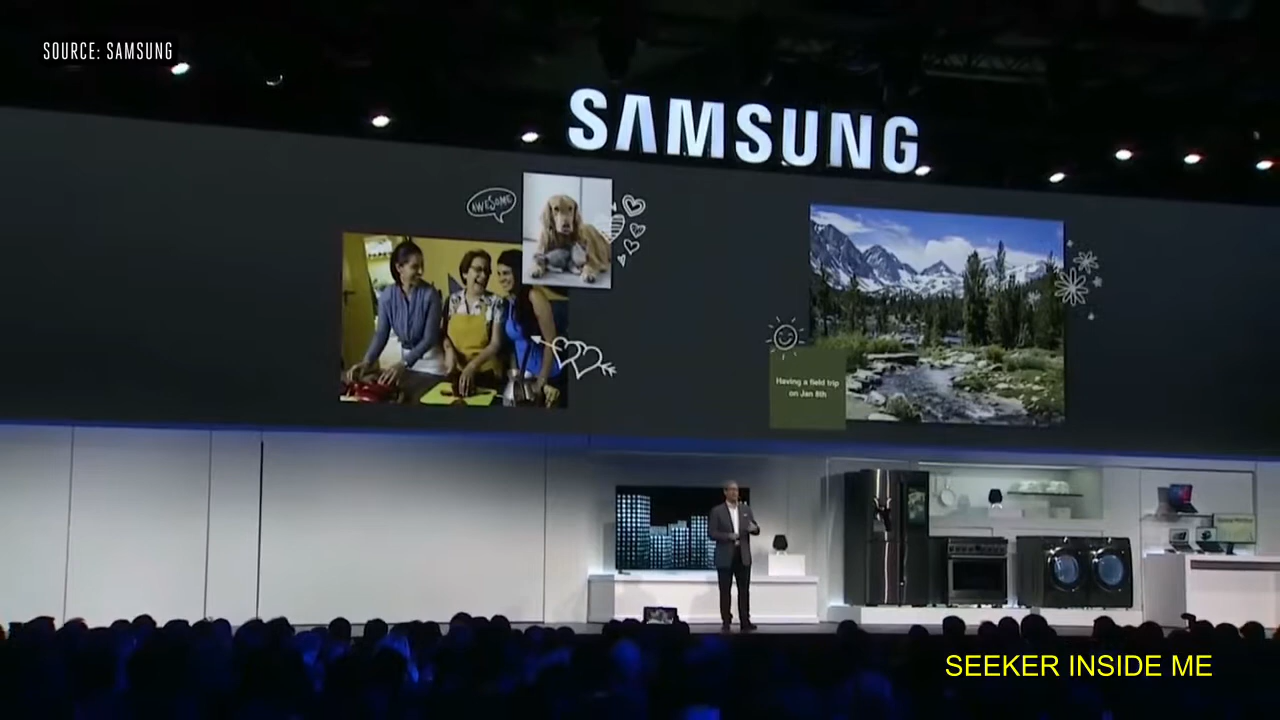 SOURCE: SAMSUNG
SAMSUNG
AWESOME
Having a field trip
on Jan 8th
SEEKER INSIDE ME